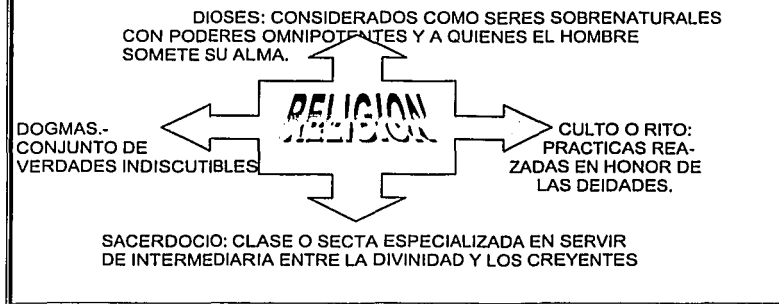 DIOSES: CONSIDERADOS COMO SERES SOBRENATURALES
CON PODERES OMNIPOTENTES Y A QUIENES EL HOMBRE
SOMETE SU ALMA.
RELIGION
DOGMAS.-
CONJUNTO DE
VERDADES INDISCUTIBLES
CULTO O RITO:
PRACTICAS REA-
ZADAS EN HONOR DE
LAS DEIDADES.
SACERDOCIO: CLASE O SECTA ESPECIALIZADA EN SERVIR
DE INTERMEDIARIA ENTRE LA DIVINIDAD Y LOS CREYENTES